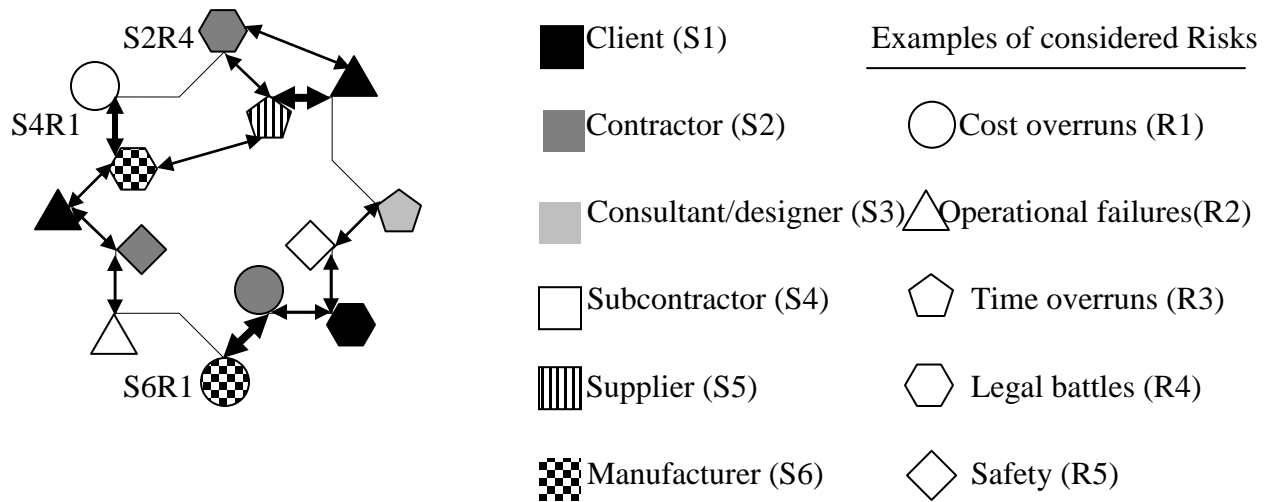 S2R4
S4R1
S6R1
Client (S1)
Contractor (S2)
Consultant/designer (S3)
Subcontractor (S4)
Supplier (S5)
Manufacturer (S6)
Examples of considered Risks
Cost overruns (R1)
Operational failures(R2)
Time overruns (R3)
Legal battles (R4)
Safety (R5)